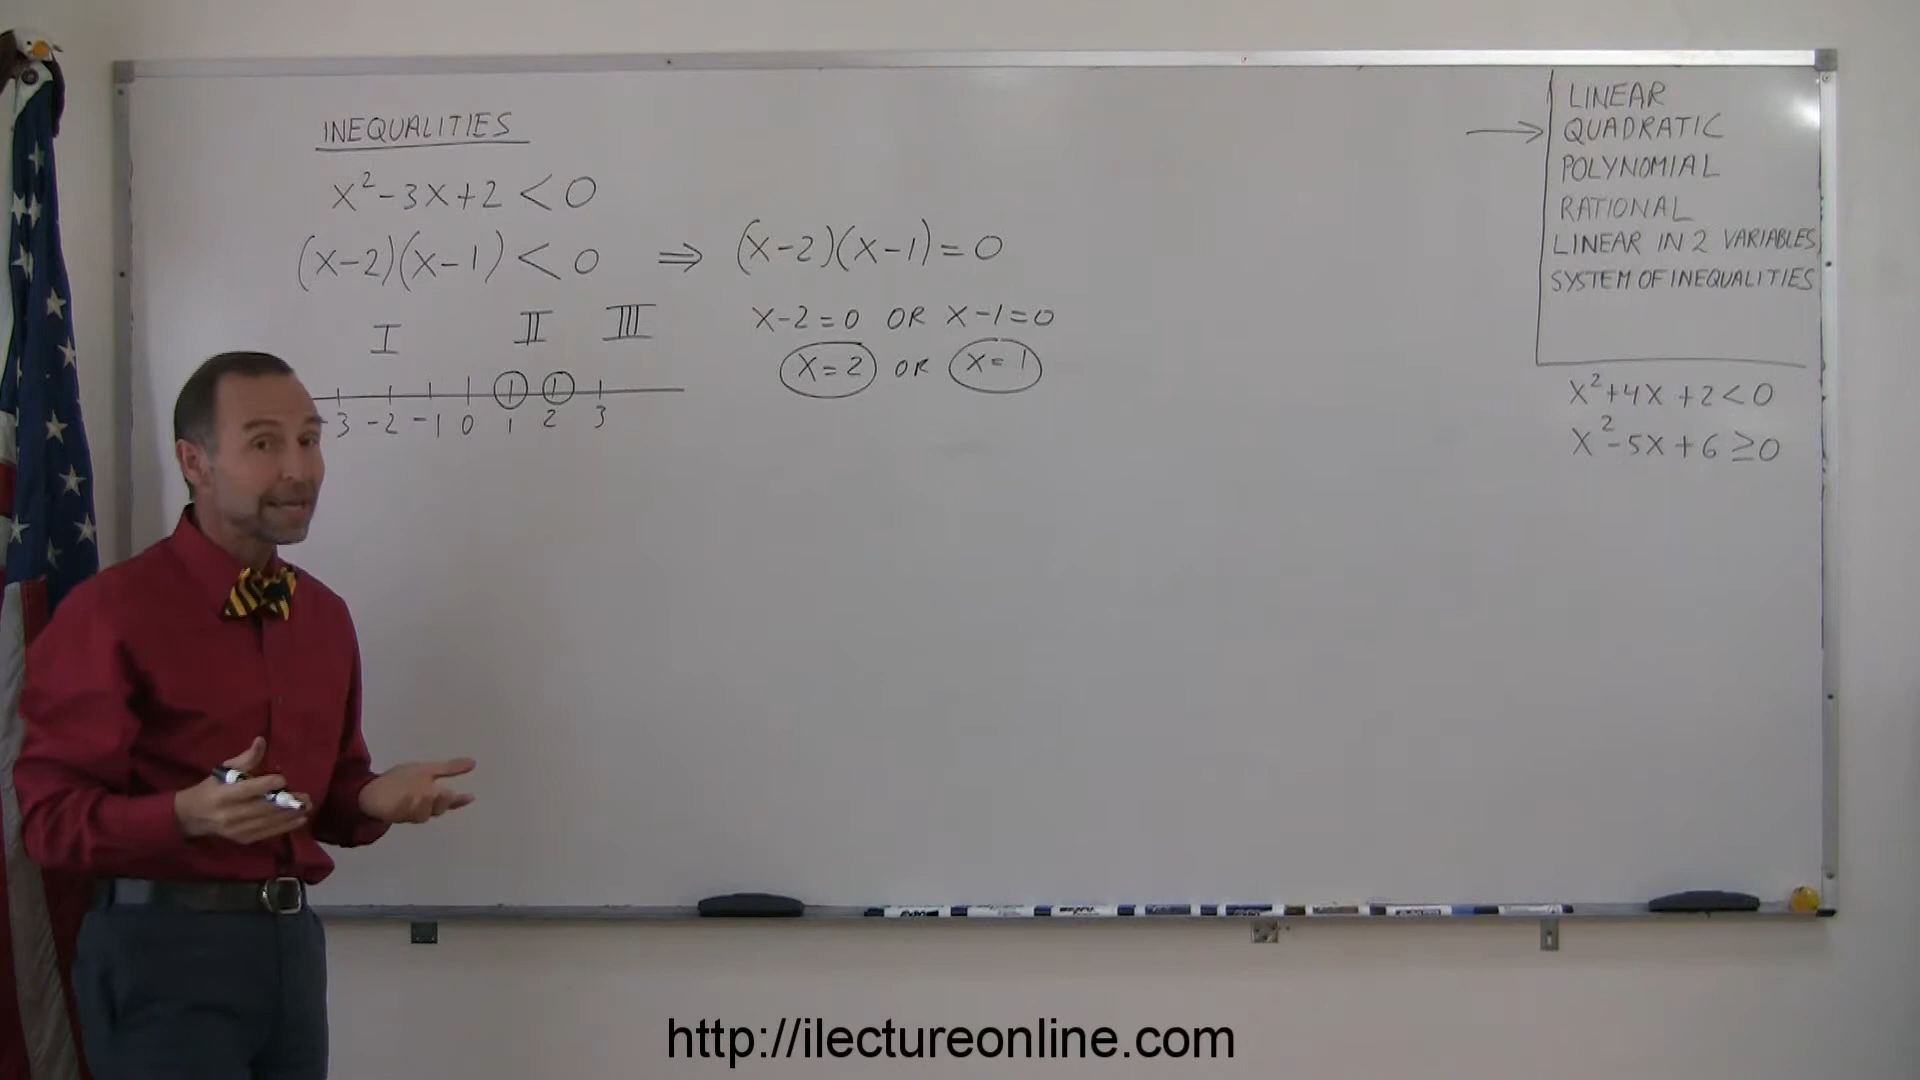 INEQUALITIES
x²-3x+2<0
(x-2)(x-1)<0 ⇒ (x-2)(x-1)=0
x-2=0 OR x-1=0
x=2 OR x=1
I II III
-3 -2 -1 0 1 2 3
LINEAR
QUADRATIC
POLYNOMIAL
RATIONAL
LINEAR IN 2 VARIABLES
SYSTEM OF INEQUALITIES
x²+4x+2<0
x²-5x+6≥0
http://ilectureonline.com